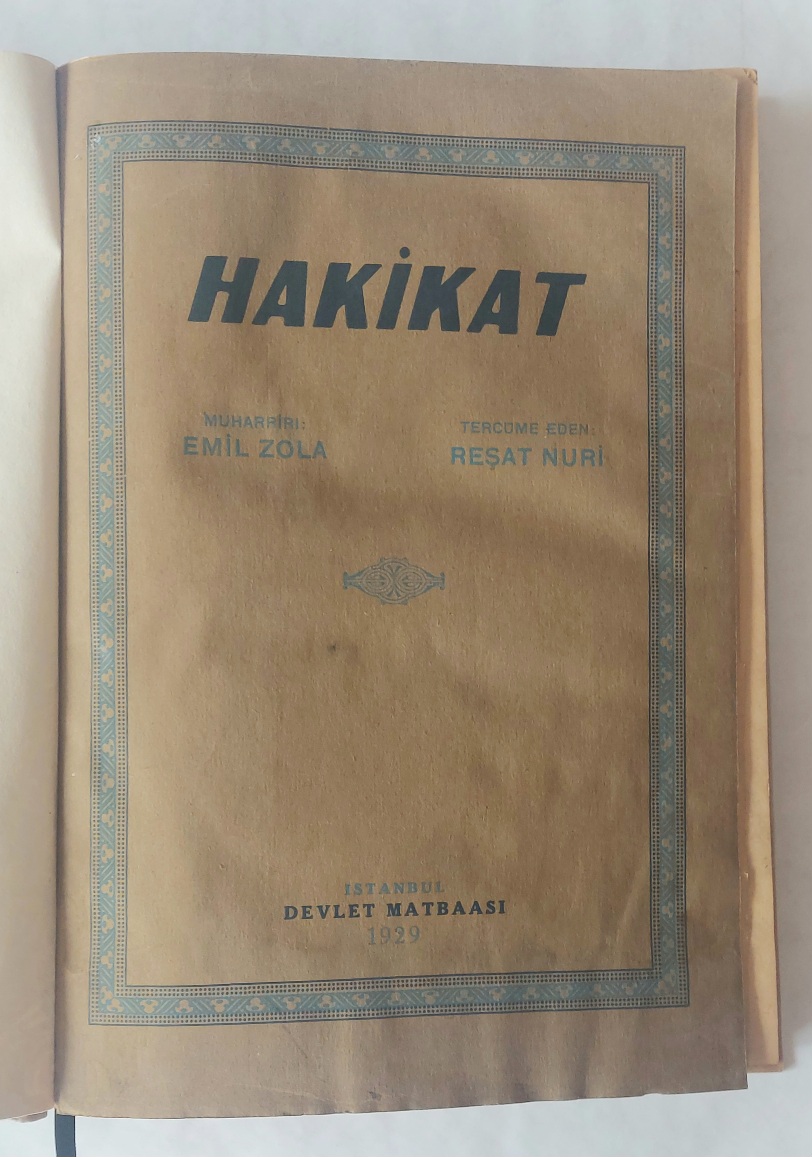 HAKİKAT
MUHARRİRİ:
EMİL ZOLA
TERCÜME EDEN:
REŞAT NURİ
ISTANBUL
DEVLET MATBAASI
1929